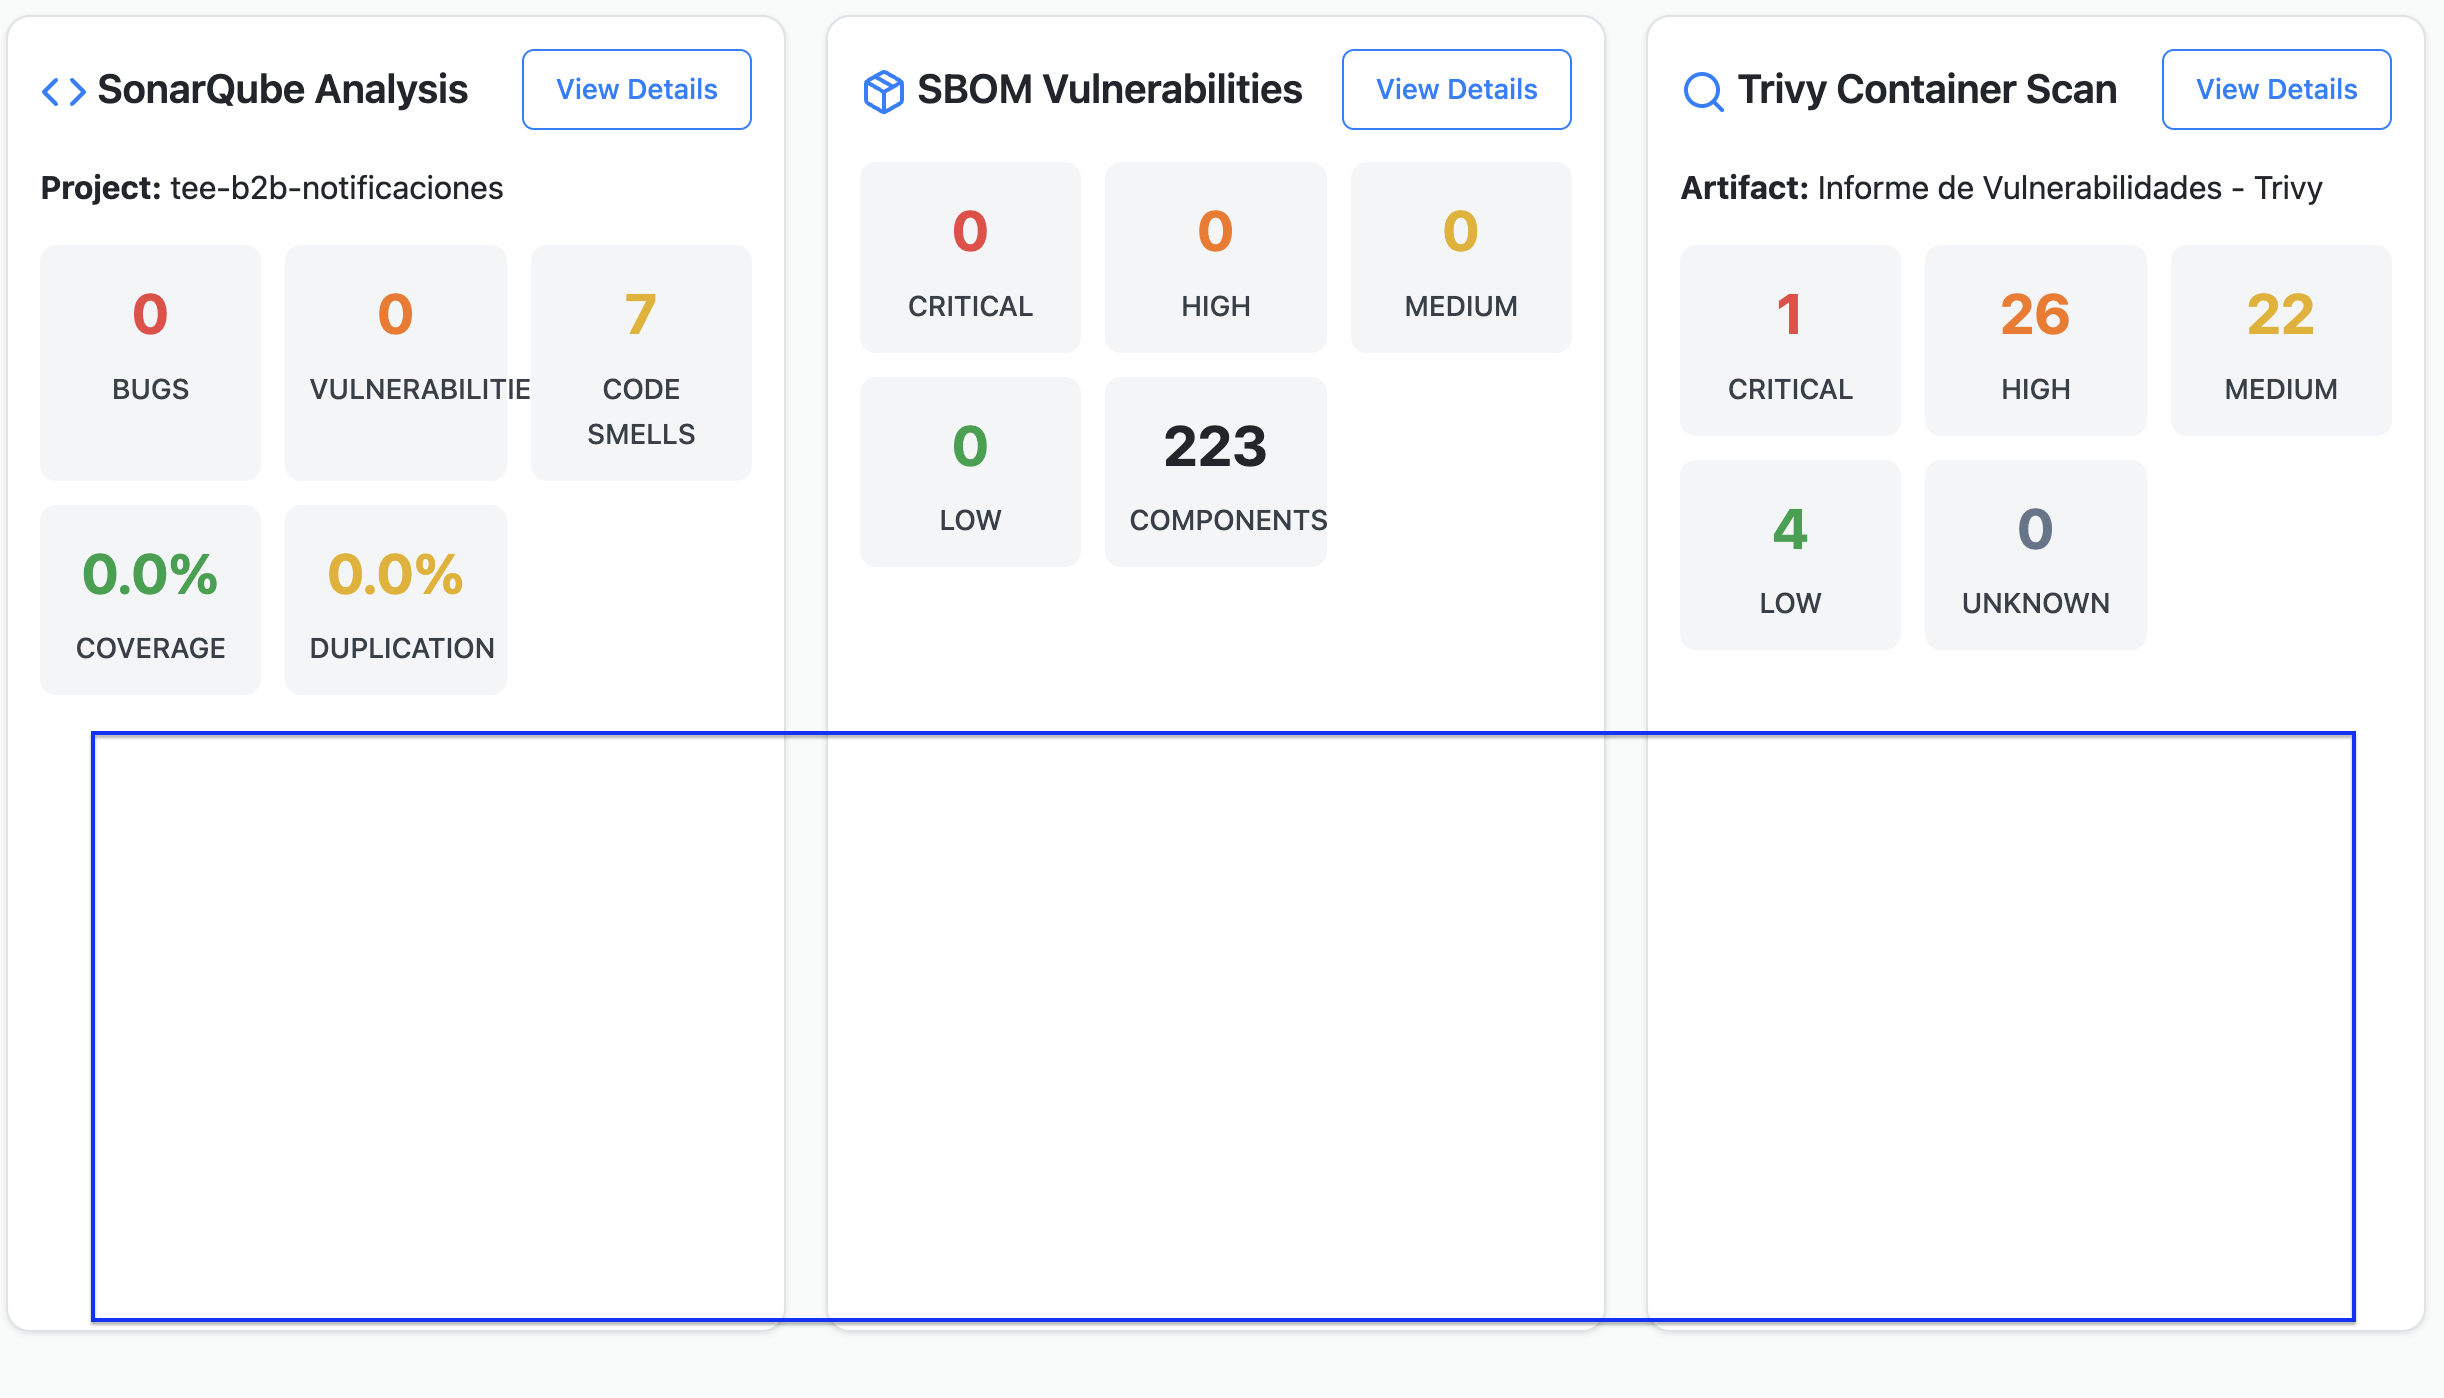 SonarQube Analysis
View Details
Project: tee-b2b-notificaciones
0
BUGS
0
VULNERABILITIE
7
CODE
SMELLS
0.0%
COVERAGE
0.0%
DUPLICATION
SBOM Vulnerabilities
View Details
0
CRITICAL
0
HIGH
0
MEDIUM
0
LOW
223
COMPONENTS
Trivy Container Scan
View Details
Artifact: Informe de Vulnerabilidades - Trivy
1
CRITICAL
26
HIGH
22
MEDIUM
4
LOW
0
UNKNOWN